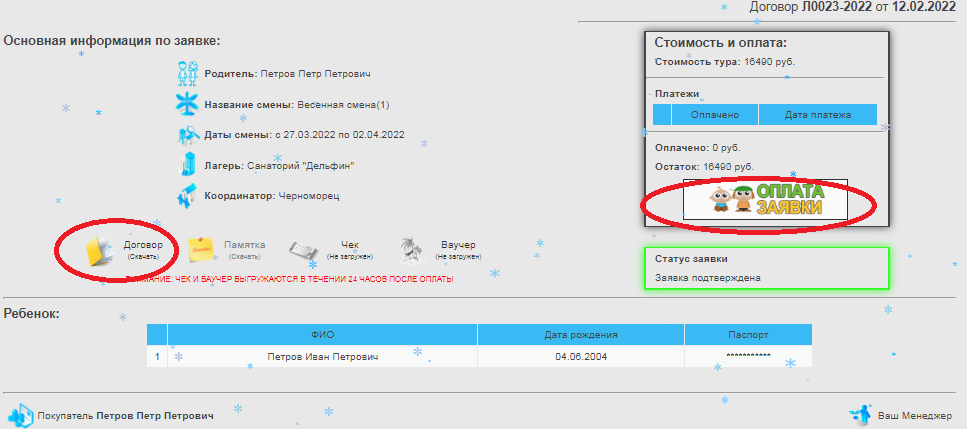 Договор Л0023-2022 от 12.02.2022
Основная информация по заявке:
Родитель: Петров Петр Петрович
Название смены: Весенная смена(1)
Даты смены: с 27.03.2022 по 02.04.2022
Лагерь: Санаторий "Дельфин"
Координатор: Черноморец
Стоимость и оплата:
Стоимость тура: 16490 руб.
Платежи
Оплачено Дата платежа
Оплачено: 0 руб.
Остаток: 16490 руб.
ОПЛАТА
ЗАЯВКИ
Договор
(Скачать)
Памятка
(Скачать)
Чек
(Не загружен)
Ваучер
(Не загружен)
ВНИМАНИЕ: ЧЕК И ВАУЧЕР ВЫГРУЖАЮТСЯ В ТЕЧЕНИИ 24 ЧАСОВ ПОСЛЕ ОПЛАТЫ
Статус заявки
Заявка подтверждена
Ребенок:
ФИО Дата рождения Паспорт
1 Петров Иван Петрович 04.06.2004 ***********
Покупатель Петров Петр Петрович
Ваш Менеджер